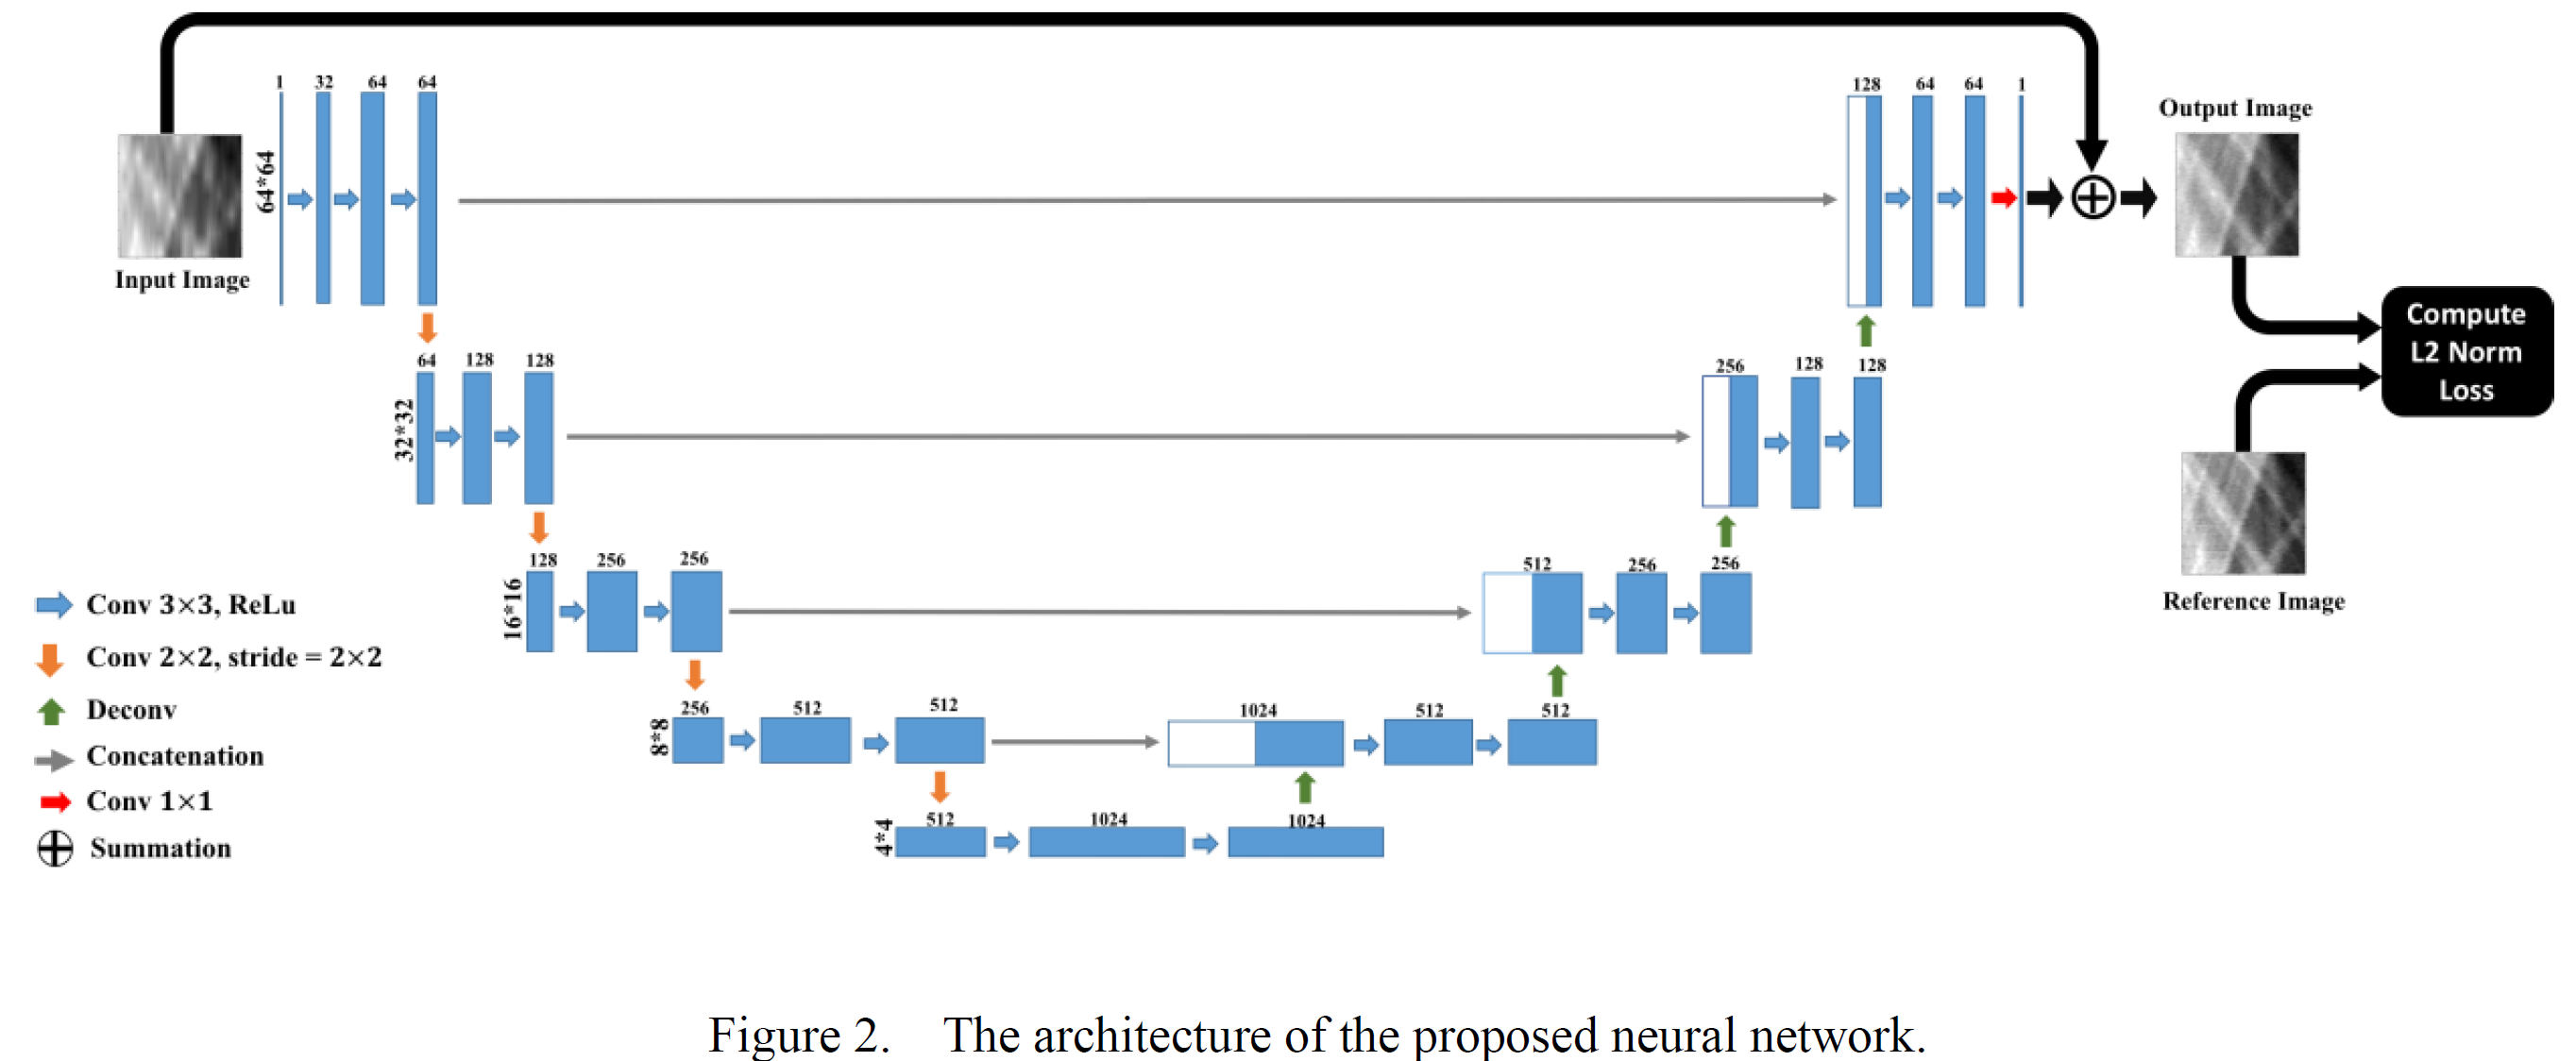 1 32 64 64
64*64
Input Image
128 64 64 1
Output Image
Compute
L2 Norm
Loss
Reference Image
64 128 128
32*32
256 128 128
128 256 256
16*16
512 256 256
256 512 512
8*8
1024 512 512
512 1024 1024
4*4
Conv 3×3, ReLu
Conv 2×2, stride = 2×2
Deconv
Concatenation
Conv 1×1
Summation
Figure 2. The architecture of the proposed neural network.